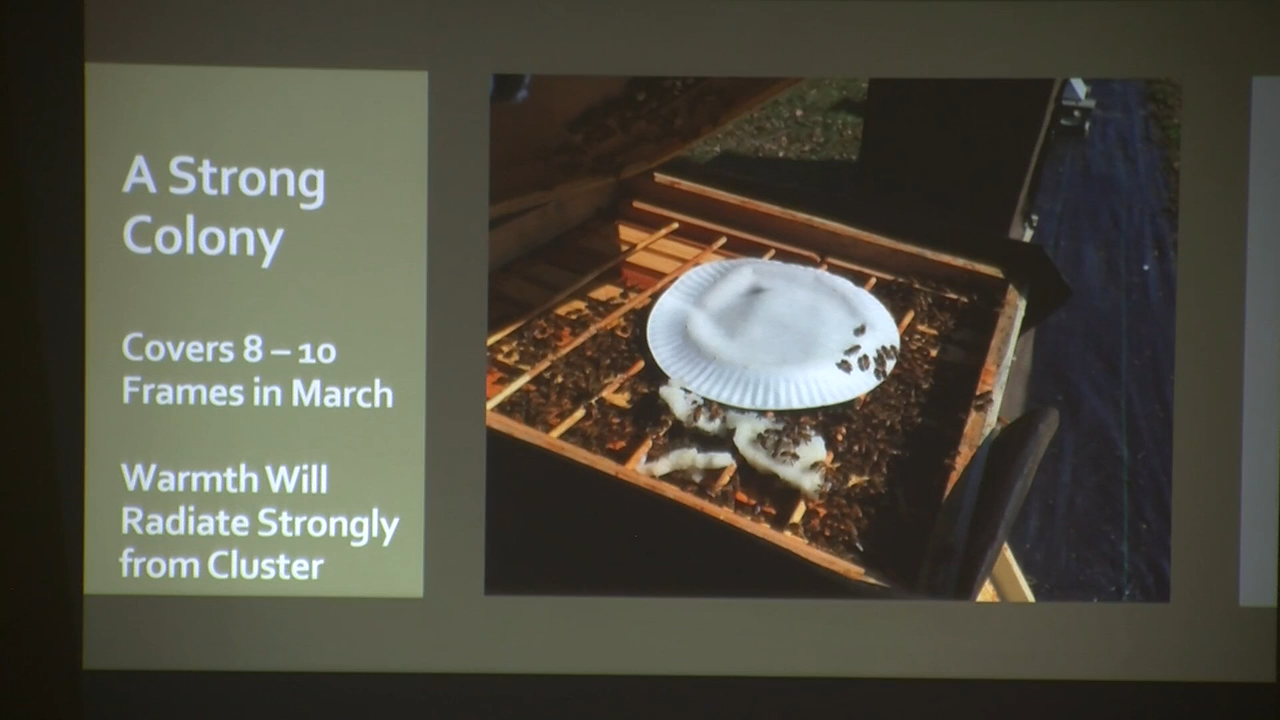 A Strong
Colony
Covers 8 – 10
Frames in March
Warmth Will
Radiate Strongly
from Cluster